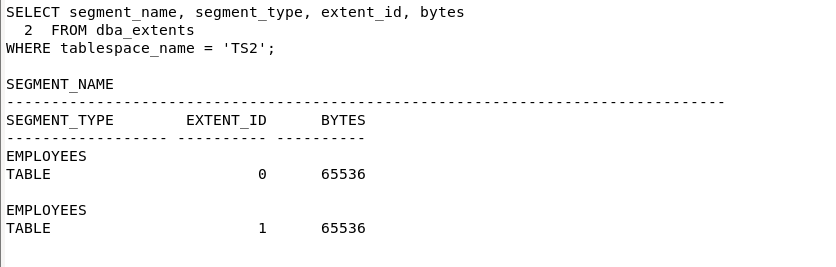 SELECT segment_name, segment_type, extent_id, bytes
  2  FROM dba_extents
WHERE tablespace_name = 'TS2';

SEGMENT_NAME
--------------------------------------------------------------------------------
SEGMENT_TYPE        EXTENT_ID      BYTES
------------------ ---------- ----------
EMPLOYEES
TABLE                       0      65536

EMPLOYEES
TABLE                       1      65536